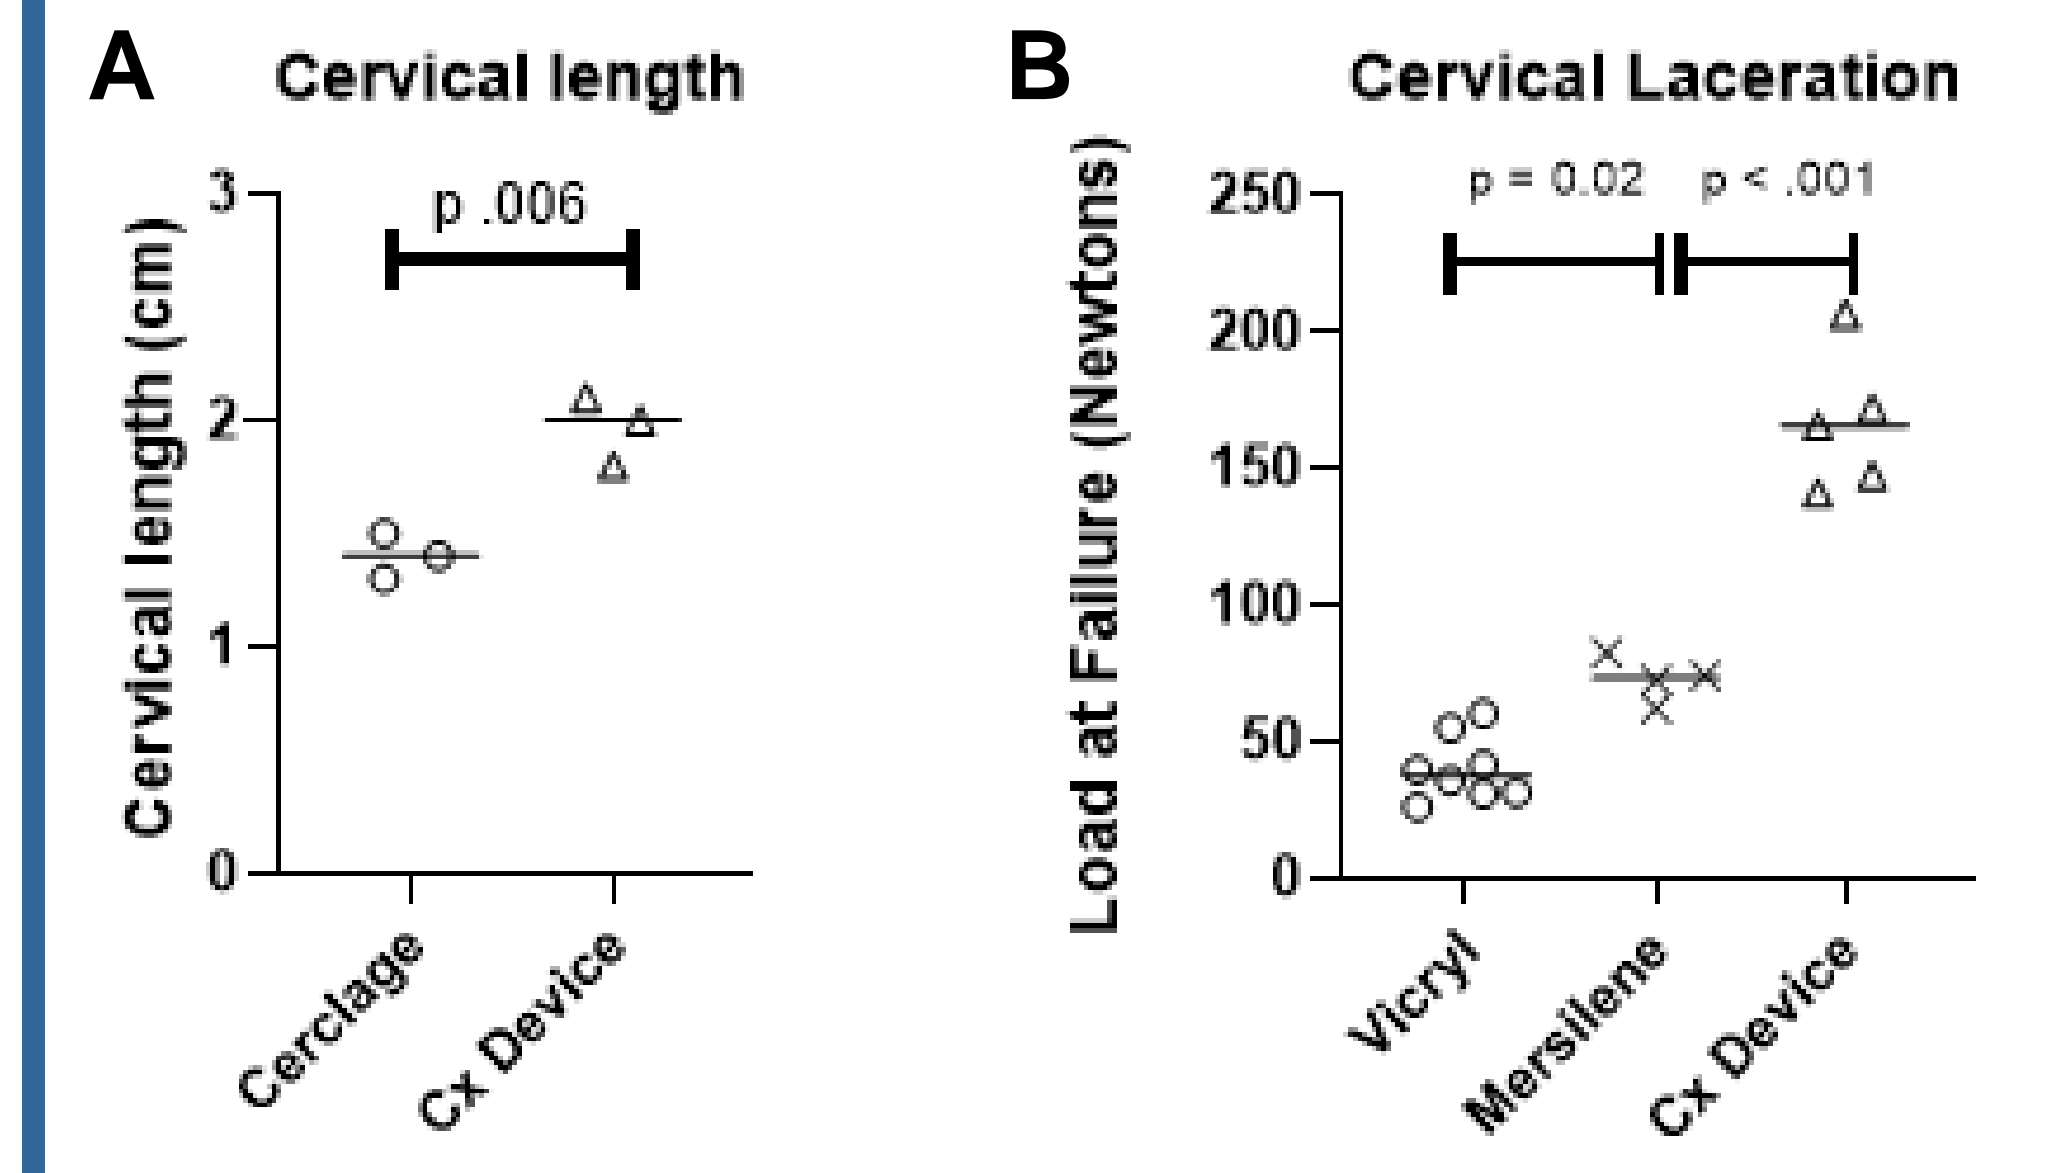 A
Cervical length
Cervical length (cm)
3
2
1
0
p .006
Cerclage
Cx Device
B
Cervical Laceration
Load at Failure (Newtons)
250
200
150
100
50
0
p = 0.02
p < .001
Vicryl
Mersilene
Cx Device